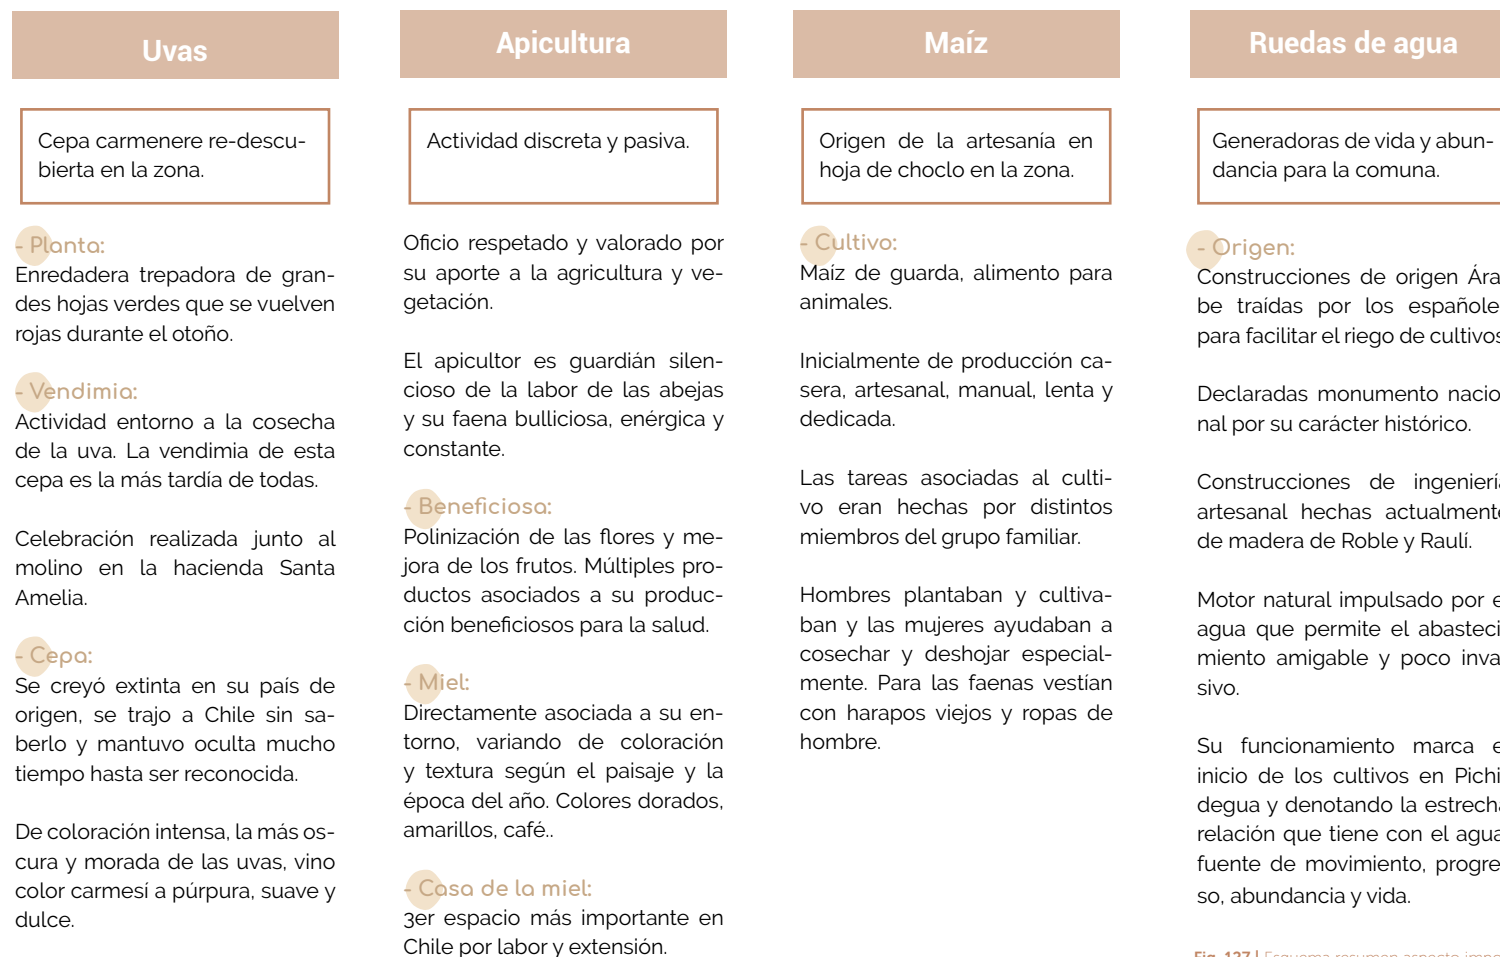 Uvas
Cepa carmenere re-descu-
bierta en la zona.
- Planta:
Enredadera trepadora de gran-
des hojas verdes que se vuelven
rojas durante el otoño.
- Vendimia:
Actividad entorno a la cosecha
de la uva. La vendimia de esta
cepa es la más tardía de todas.
Celebración realizada junto al
molino en la hacienda Santa
Amelia.
- Cepa:
Se creyó extinta en su país de
origen, se trajo a Chile sin sa-
berlo y mantuvo oculta mucho
tiempo hasta ser reconocida.
De coloración intensa, la más os-
cura y morada de las uvas, vino
color carmesí a púrpura, suave y
dulce.
Apicultura
Actividad discreta y pasiva.
Oficio respetado y valorado por
su aporte a la agricultura y ve-
getación.
El apicultor es guardián silen-
cioso de la labor de las abejas
y su faena bulliciosa, enérgica y
constante.
- Beneficiosa:
Polinización de las flores y me-
jora de los frutos. Múltiples pro-
ductos asociados a su produc-
ción beneficiosos para la salud.
- Miel:
Directamente asociada a su en-
torno, variando de coloración
y textura según el paisaje y la
época del año. Colores dorados,
amarillos, café..
- Casa de la miel:
3er espacio más importante en
Chile por labor y extensión.
Maíz
Origen de la artesanía en
hoja de choclo en la zona.
- Cultivo:
Maíz de guarda, alimento para
animales.
Inicialmente de producción ca-
sera, artesanal, manual, lenta y
dedicada.
Las tareas asociadas al culti-
vo eran hechas por distintos
miembros del grupo familiar.
Hombres plantaban y cultiva-
ban y las mujeres ayudaban a
cosechar y deshojar especial-
mente. Para las faenas vestían
con harapos viejos y ropas de
hombre.
Ruedas de agua
Generadoras de vida y abun-
dancia para la comuna.
- Origen:
Construcciones de origen Ára
be traídas por los españole
para facilitar el riego de cultivos
Declaradas monumento nacio
nal por su carácter histórico.
Construcciones de ingeniería
artesanal hechas actualmente
de madera de Roble y Raulí.
Motor natural impulsado por e
agua que permite el abasteci
miento amigable y poco inva
sivo.
Su funcionamiento marca e
inicio de los cultivos en Pichi
degua y denotando la estrecha
relación que tiene con el agua
fuente de movimiento, progre
so, abundancia y vida.
Fig. 127 | Esquema resumen aspecto impo